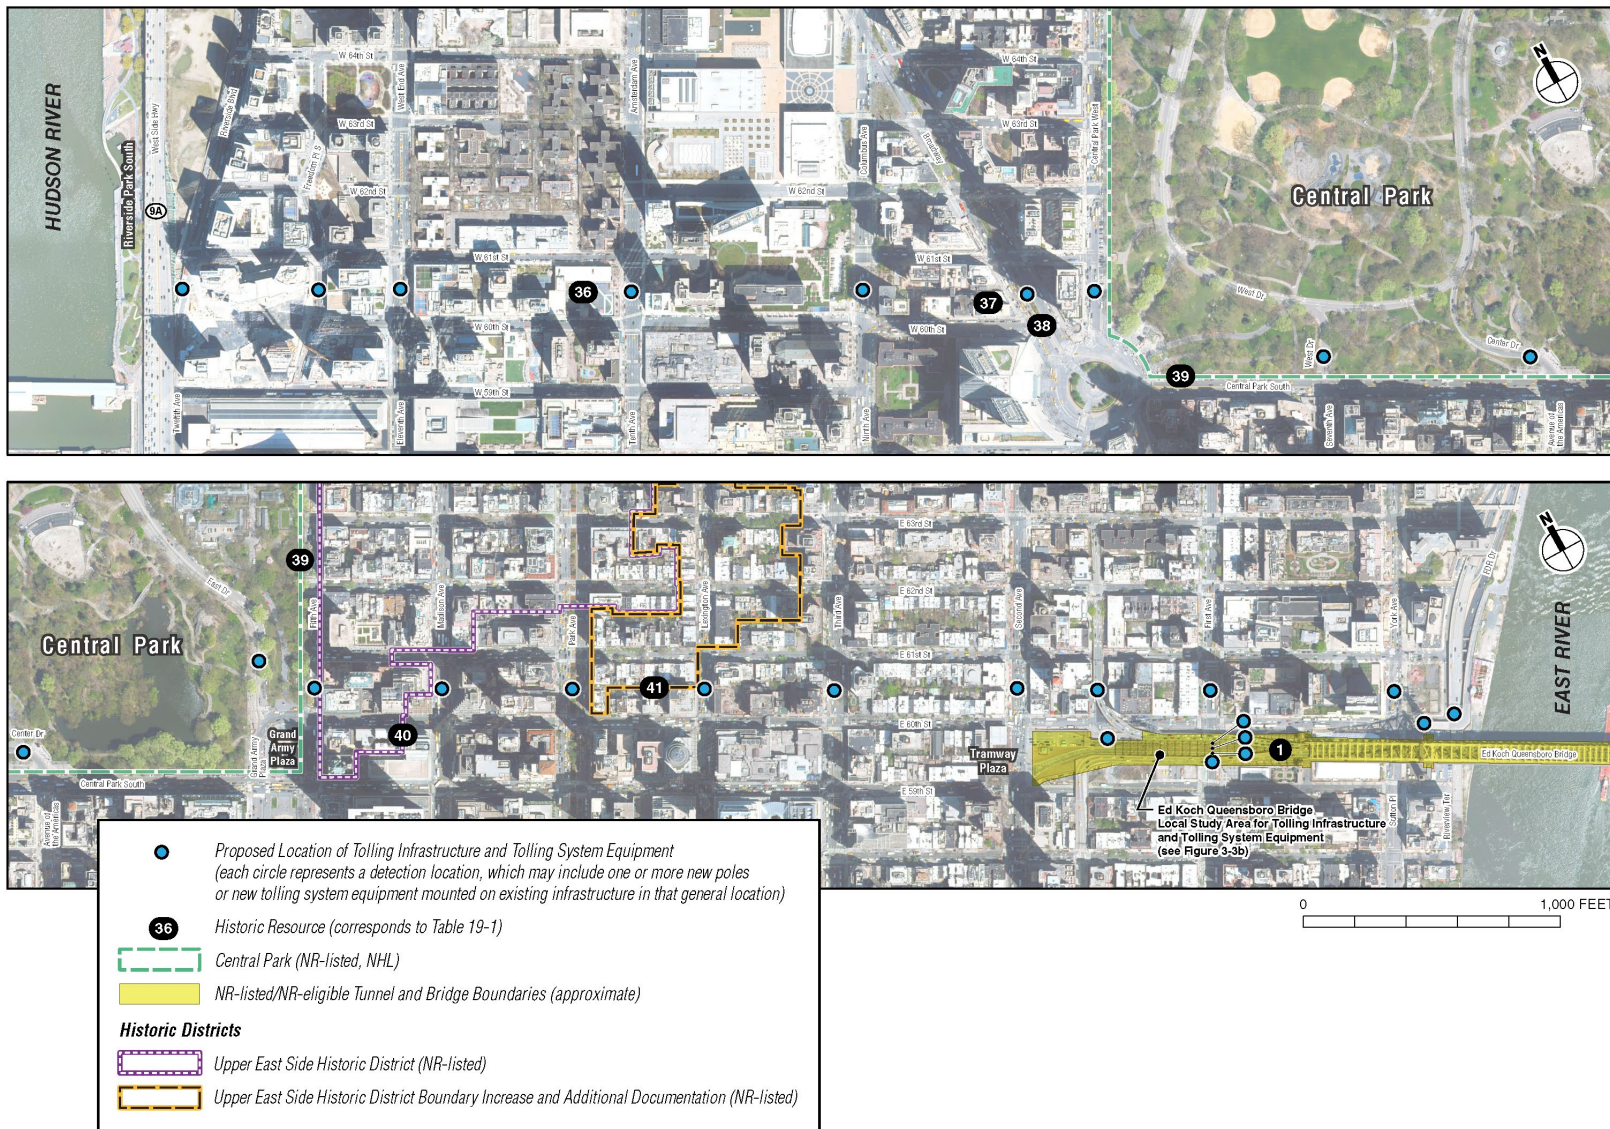 HUDSON RIVER
Riverside Park South
West Side Hwy
9A
Riverside Blvd
Freedom Pl S
W 64th St
W 63rd St
W 62nd St
W 61st St
W 60th St
W 59th St
West End Ave
Amsterdam Ave
Columbus Ave
Broadway
Central Park West
W 64th St
W 63rd St
W 62nd St
W 61st St
W 60th St
Twelfth Ave
Eleventh Ave
Tenth Ave
Ninth Ave
36
37
38
39
N
Central Park
West Dr
West Dr
Center Dr
Central Park South
Seventh Ave
Avenue of
the Americas
Central Park
East Dr
Center Dr
Central Park South
Avenue of
the Americas
Grand Army
Plaza
Grand
Army
Plaza
39
Fifth Ave
Madison Ave
Park Ave
Lexington Ave
Third Ave
Second Ave
First Ave
York Ave
FDR Dr
E 63rd St
E 62nd St
E 61st St
E 60th St
E 59th St
40
41
1
Tramway
Plaza
Sutton Pl
Riverview Ter
Ed Koch Queensboro Bridge
N
EAST RIVER
Ed Koch Queensboro Bridge
Local Study Area for Tolling Infrastructure
and Tolling System Equipment
(see Figure 3-3b)
0 1,000 FEET
Proposed Location of Tolling Infrastructure and Tolling System Equipment
(each circle represents a detection location, which may include one or more new poles
or new tolling system equipment mounted on existing infrastructure in that general location)
36 Historic Resource (corresponds to Table 19-1)
Central Park (NR-listed, NHL)
NR-listed/NR-eligible Tunnel and Bridge Boundaries (approximate)
Historic Districts
Upper East Side Historic District (NR-listed)
Upper East Side Historic District Boundary Increase and Additional Documentation (NR-listed)